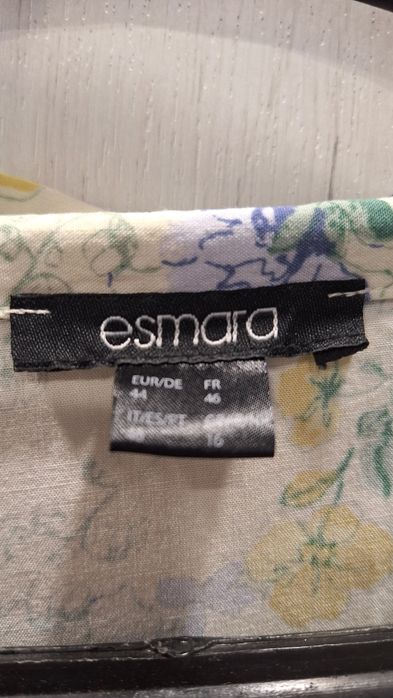 esmara
EUR/DE FR
44 46
IT/ES/PT
16